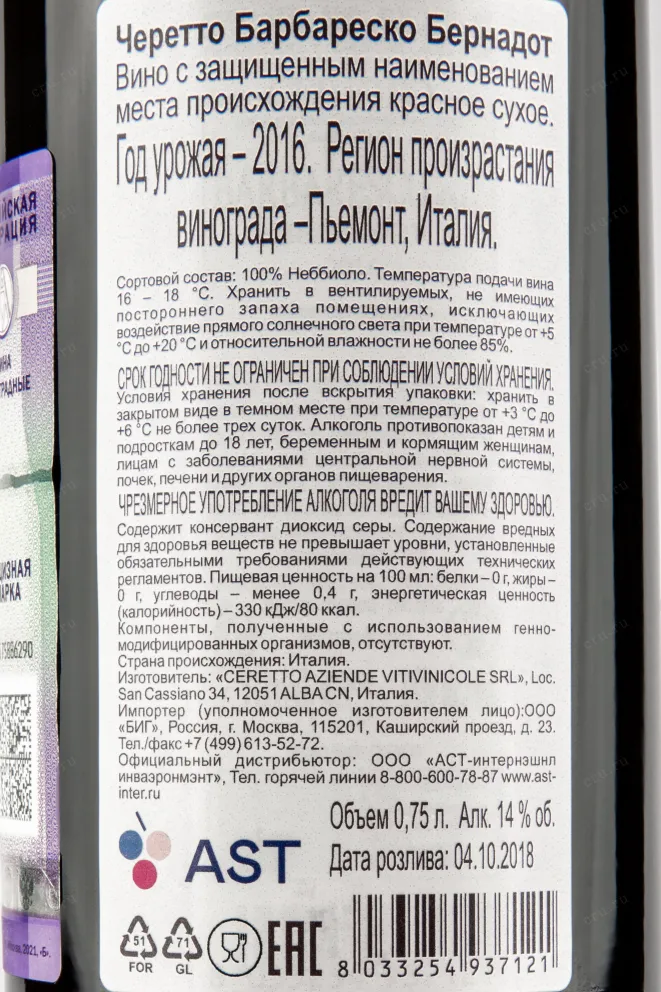 Черетто Барбареско Бернадот
Вино с защищенным наименованием
места происхождения красное сухое.
Год урожая – 2016. Регион произрастания
винограда –Пьемонт, Италия.
Сортовой состав: 100% Неббиоло. Температура подачи вина
16 – 18 °С. Хранить в вентилируемых, не имеющих
постороннего запаха помещениях, исключающих
воздействие прямого солнечного света при температуре от +5
°С до +20 °С и относительной влажности не более 85%.
СРОК ГОДНОСТИ НЕ ОГРАНИЧЕН ПРИ СОБЛЮДЕНИИ УСЛОВИЙ ХРАНЕНИЯ.
Условия хранения после вскрытия упаковки: хранить в
закрытом виде в темном месте при температуре от +3 °С до
+6 °С не более трех суток. Алкоголь противопоказан детям и
подросткам до 18 лет, беременным и кормящим женщинам,
лицам с заболеваниями центральной нервной системы,
почек, печени и других органов пищеварения.
ЧРЕЗМЕРНОЕ УПОТРЕБЛЕНИЕ АЛКОГОЛЯ ВРЕДИТ ВАШЕМУ ЗДОРОВЬЮ.
Содержит консервант диоксид серы. Содержание вредных
для здоровья веществ не превышает уровни, установленные
обязательными требованиями действующих технических
регламентов. Пищевая ценность на 100 мл: белки – 0 г, жиры –
0 г, углеводы – менее 0,4 г, энергетическая ценность
(калорийность) – 330 кДж/80 ккал.
Компоненты, полученные с использованием генно-
модифицированных организмов, отсутствуют.
Страна происхождения: Италия.
Изготовитель: «CERETTO AZIENDE VITIVINICOLE SRL», Loc.
San Cassiano 34, 12051 ALBA CN, Италия.
Импортер (уполномоченное изготовителем лицо):ООО
«БИГ», Россия, г. Москва, 115201, Каширский проезд, д. 23.
Тел./факс +7 (499) 613-52-72.
Официальный дистрибьютор: ООО «АСТ-интернэшнл
инваэронмэнт», Тел. горячей линии 8-800-600-78-87 www.ast-
inter.ru
Объем 0,75 л. Алк. 14 % об.
AST
Дата розлива: 04.10.2018
51
FOR
71
GL
EAC
8 033254 937121